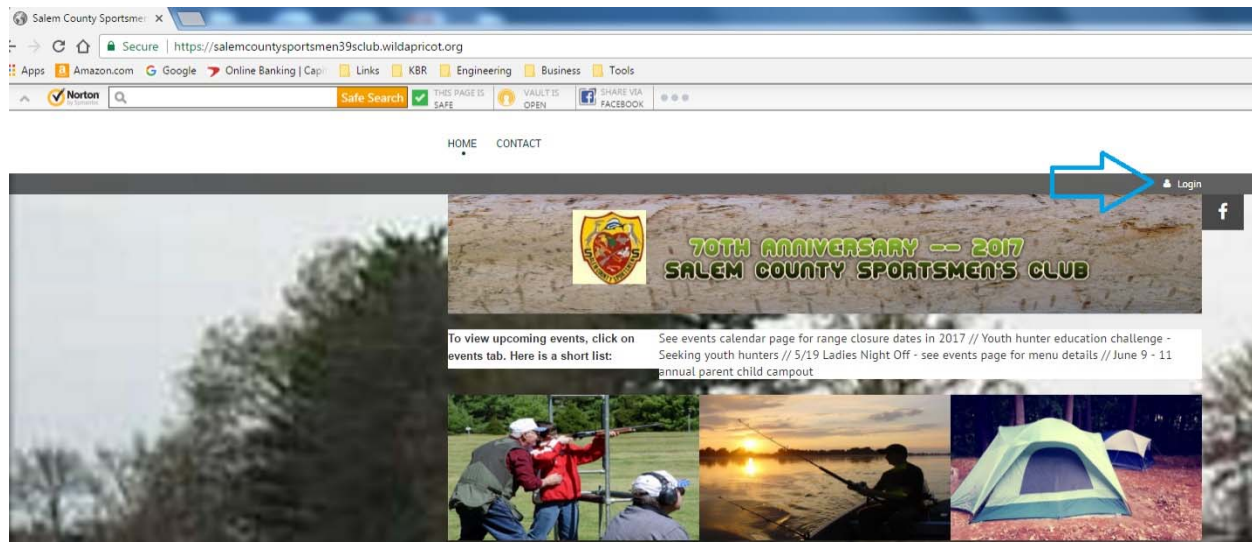 Salem County Sportsmer
Secure | https://salemcountysportsmen39sclub.wildapricot.org
Apps Amazon.com Google Online Banking | Capi Links KBR Engineering Business Tools
Norton
by Symantec
Safe Search
THIS PAGE IS
SAFE
VAULT IS
OPEN
SHARE VIA
FACEBOOK
HOME CONTACT
Login
70TH ANNIVERSARY -- 2017
SALEM COUNTY SPORTSMEN'S CLUB
To view upcoming events, click on
events tab. Here is a short list:
See events calendar page for range closure dates in 2017 // Youth hunter education challenge -
Seeking youth hunters // 5/19 Ladies Night Off - see events page for menu details // June 9 - 11
annual parent child campout